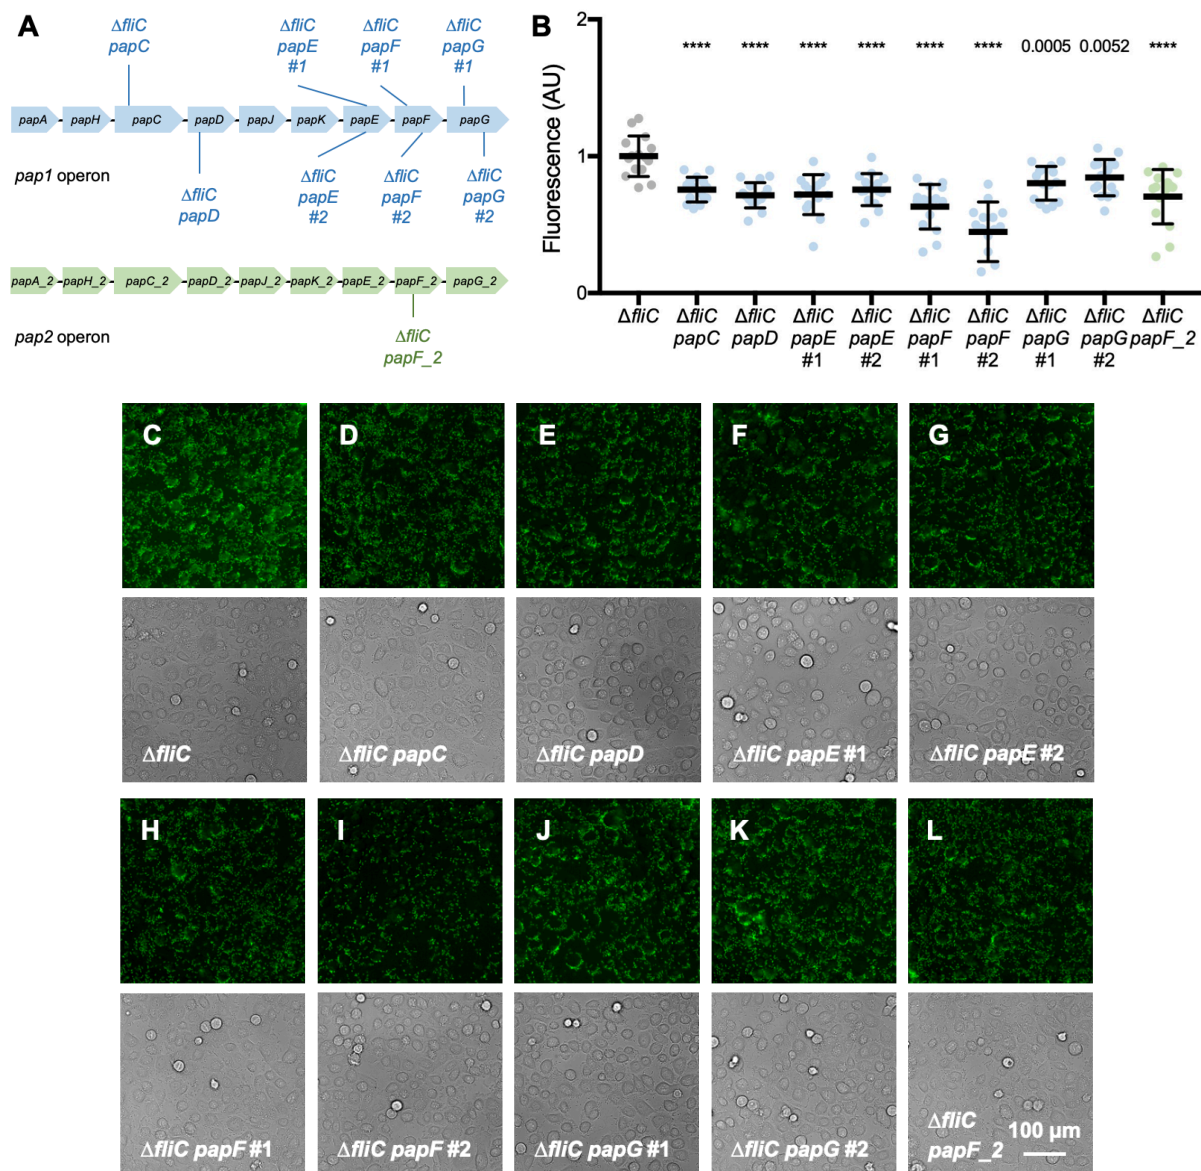 A
ΔfliC
papC
ΔfliC
papE
#1
ΔfliC
papF
#1
ΔfliC
papG
#1
papA papH papC papD papJ papK papE papF papG
pap1 operon
ΔfliC
papD
ΔfliC
papE
#2
ΔfliC
papF
#2
ΔfliC
papG
#2
papA_2 papH_2 papC_2 papD_2 papJ_2 papK_2 papE_2 papF_2 papG_2
pap2 operon
ΔfliC
papF_2
B
Fluorescence (AU)
2
1
0
**** **** **** **** **** **** 0.0005 0.0052 ****
ΔfliC
ΔfliC
papC
ΔfliC
papD
ΔfliC
papE
#1
ΔfliC
papE
#2
ΔfliC
papF
#1
ΔfliC
papF
#2
ΔfliC
papG
#1
ΔfliC
papG
#2
ΔfliC
papF_2
C D E F G
ΔfliC
ΔfliC papC
ΔfliC papD
ΔfliC papE #1
ΔfliC papE #2
H I J K L
ΔfliC papF #1
ΔfliC papF #2
ΔfliC papG #1
ΔfliC papG #2
ΔfliC
papF_2
100 µm